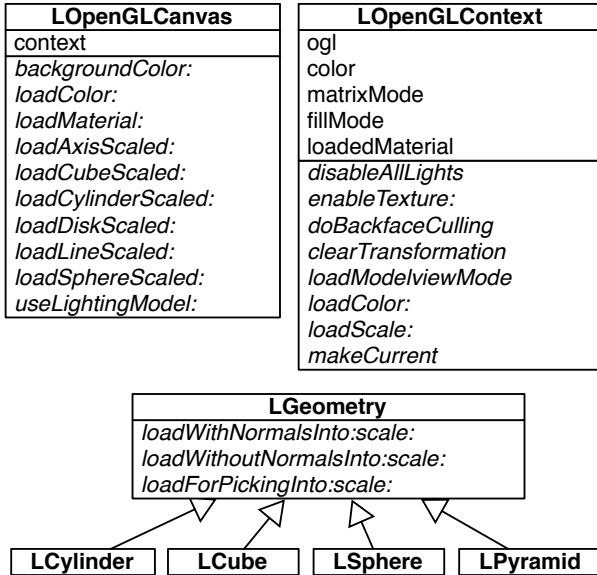 LOpenGLCanvas
context
backgroundColor:
loadColor:
loadMaterial:
loadAxisScaled:
loadCubeScaled:
loadCylinderScaled:
loadDiskScaled:
loadLineScaled:
loadSphereScaled:
useLightingModel:
LOpenGLContext
ogl
color
matrixMode
fillMode
loadedMaterial
disableAllLights
enableTexture:
doBackfaceCulling
clearTransformation
loadModelviewMode
loadColor:
loadScale:
makeCurrent
LGeometry
loadWithNormalsInto:scale:
loadWithoutNormalsInto:scale:
loadForPickingInto:scale:
LCylinder
LCube
LSphere
LPyramid